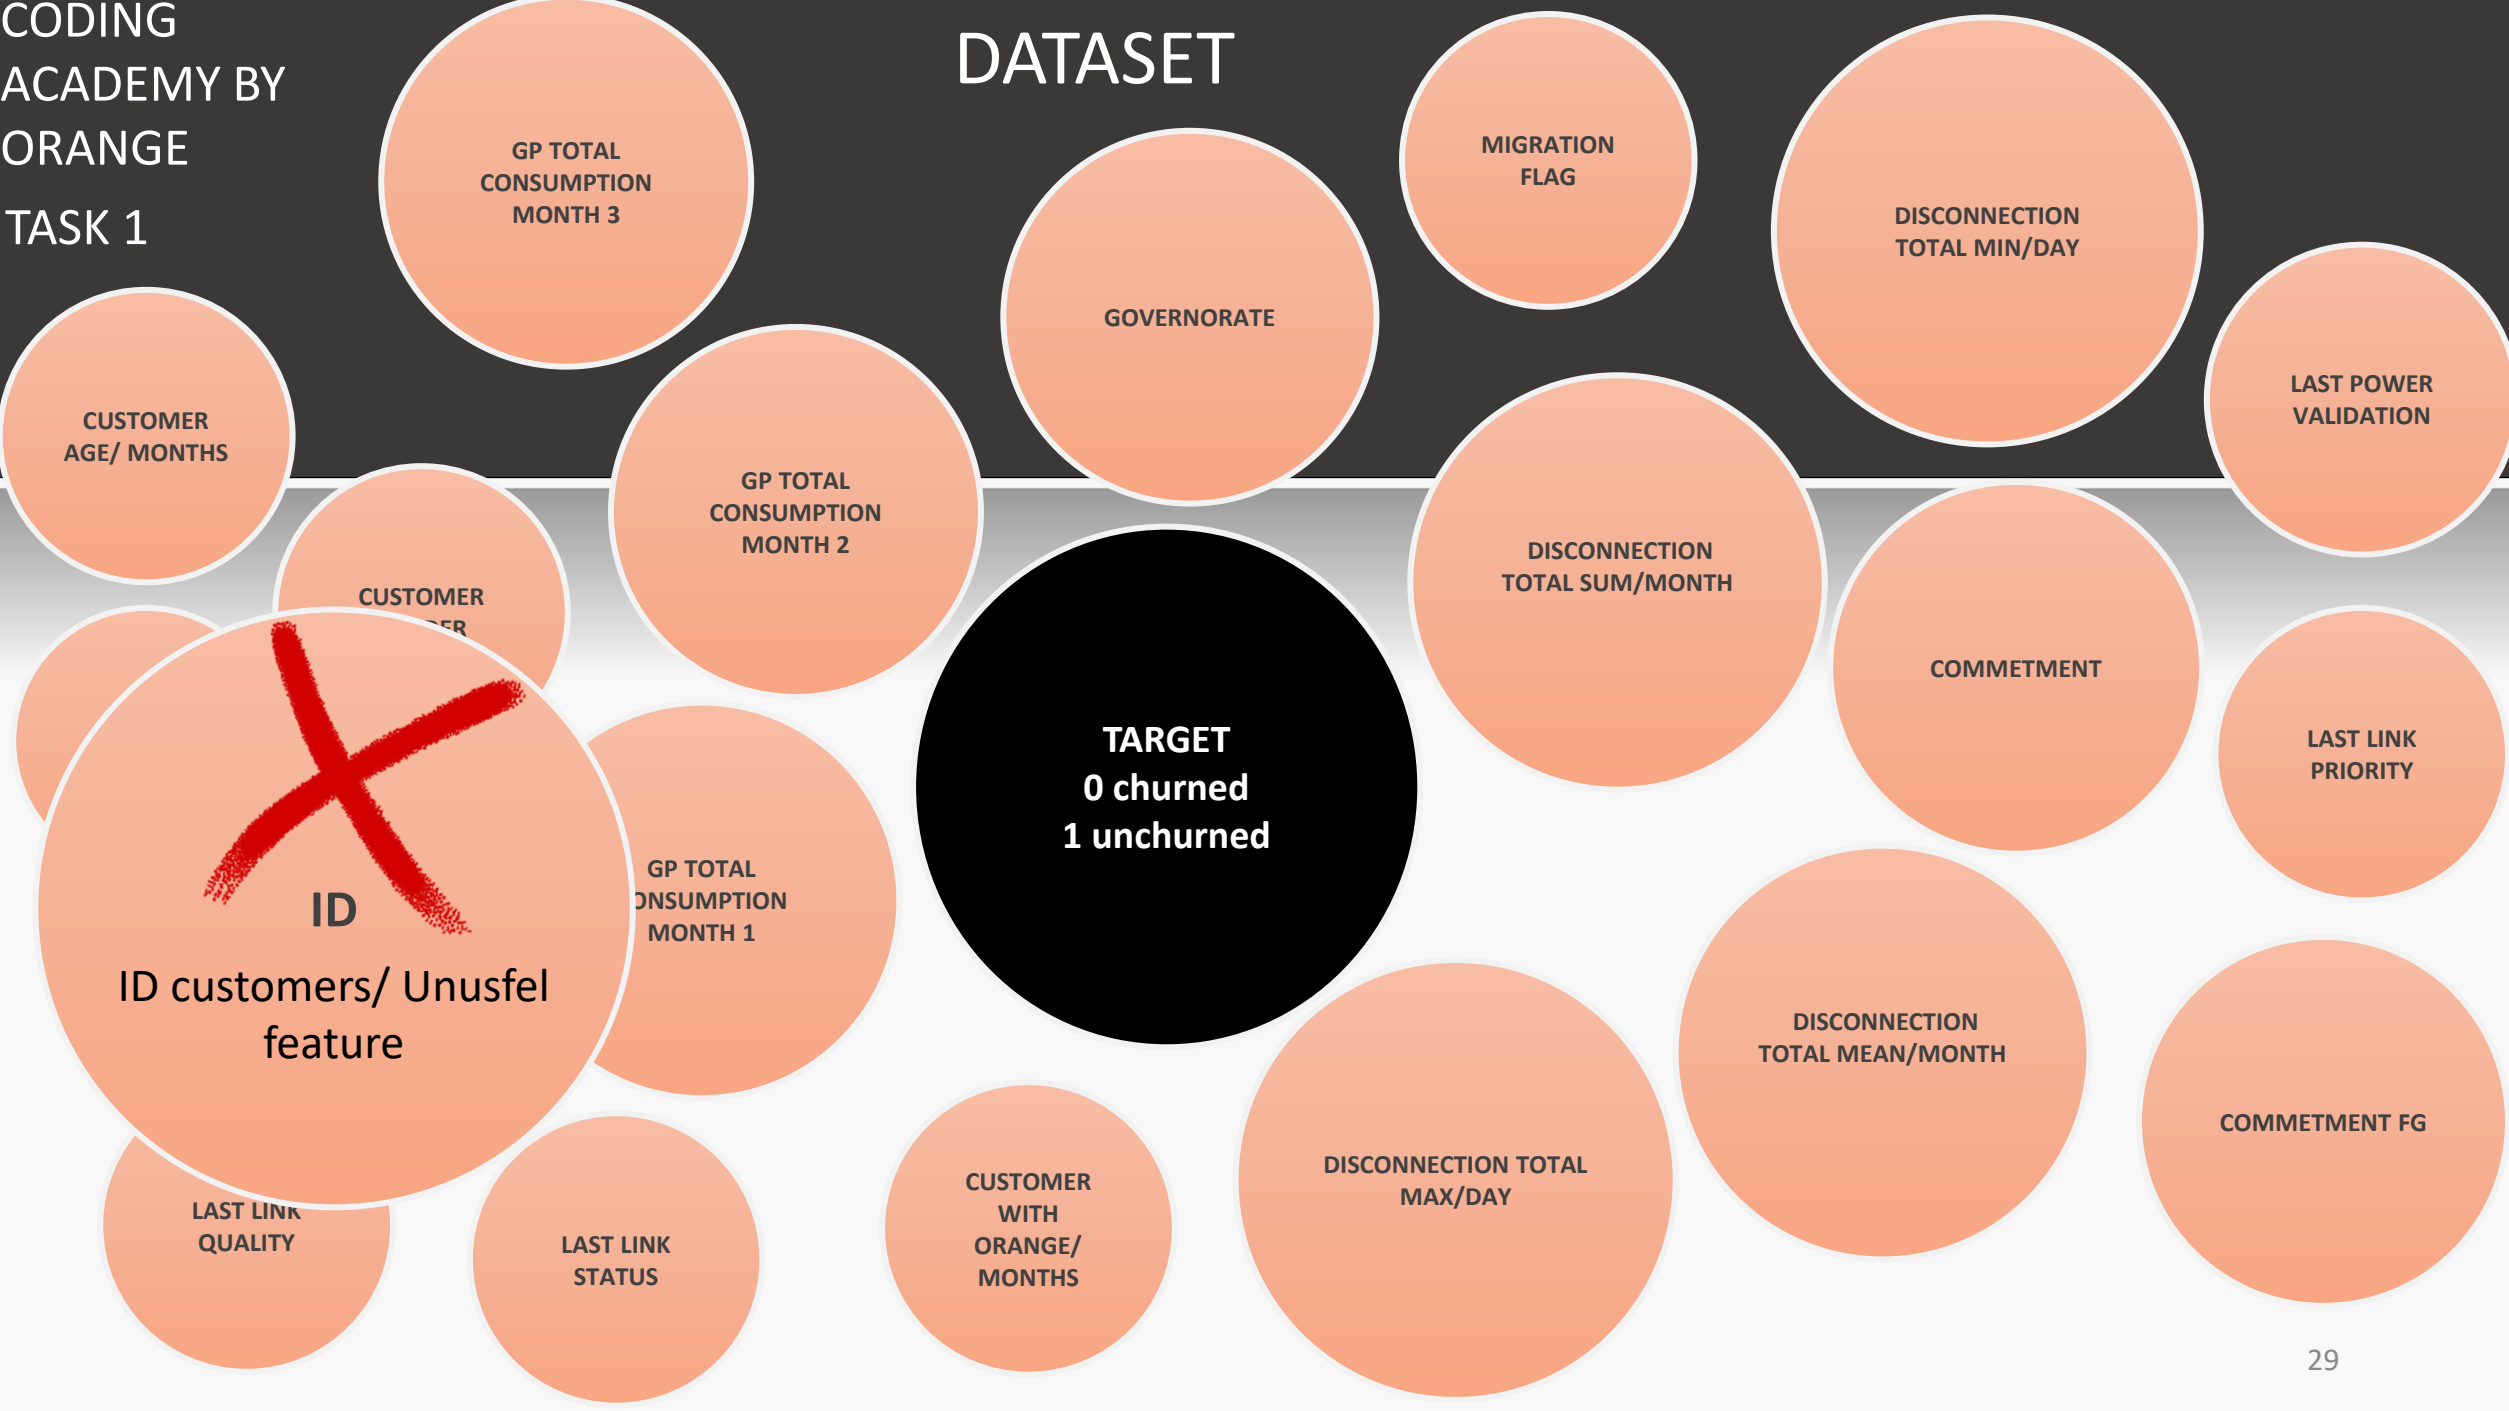 CODING
ACADEMY BY
ORANGE
TASK 1
DATASET
GP TOTAL
CONSUMPTION
MONTH 3
MIGRATION
FLAG
DISCONNECTION
TOTAL MIN/DAY
GOVERNORATE
LAST POWER
VALIDATION
CUSTOMER
AGE/ MONTHS
GP TOTAL
CONSUMPTION
MONTH 2
DISCONNECTION
TOTAL SUM/MONTH
CUSTOMER
COMMETMENT
TARGET
0 churned
1 unchurned
LAST LINK
PRIORITY
GP TOTAL
ONSUMPTION
MONTH 1
ID
ID customers/ Unusfel
feature
DISCONNECTION
TOTAL MEAN/MONTH
COMMETMENT FG
DISCONNECTION TOTAL
MAX/DAY
CUSTOMER
WITH
ORANGE/
MONTHS
LAST LINK
QUALITY
LAST LINK
STATUS
29